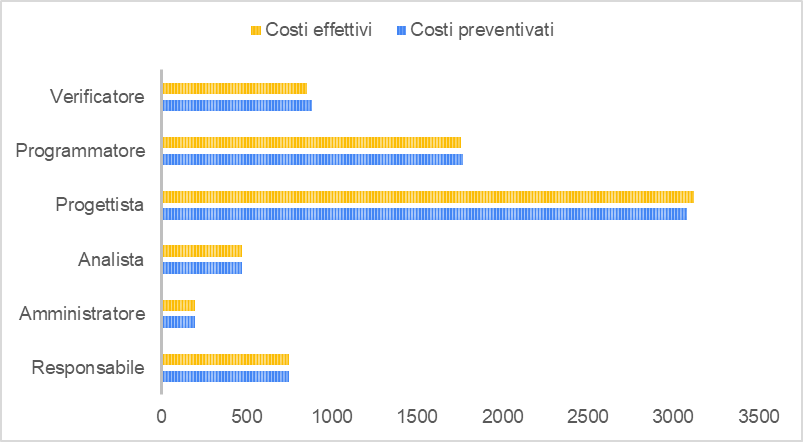 Costi effettivi Costi preventivati
Verificatore
Programmatore
Progettista
Analista
Amministratore
Responsabile
0 500 1000 1500 2000 2500 3000 3500